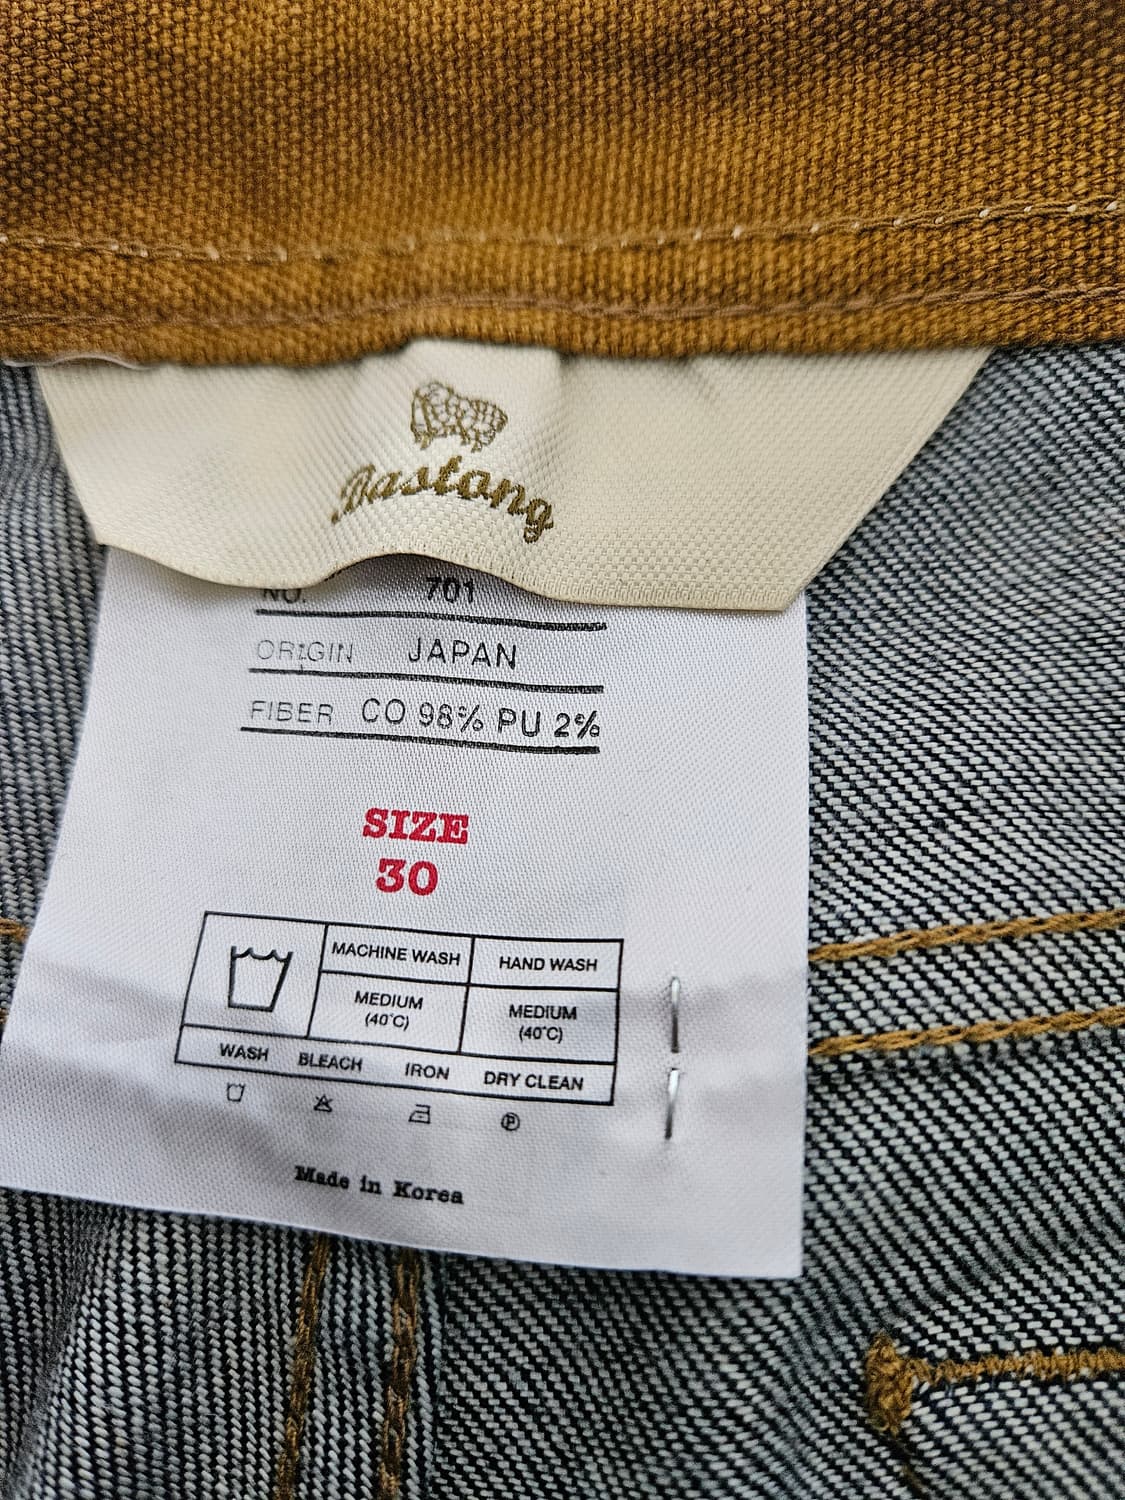 Bastong
NO. 701
ORIGIN JAPAN
FIBER CO 98% PU 2%
SIZE
30
MACHINE WASH HAND WASH
MEDIUM (40°C) MEDIUM (40°C)
WASH BLEACH IRON DRY CLEAN
P
Made in Korea